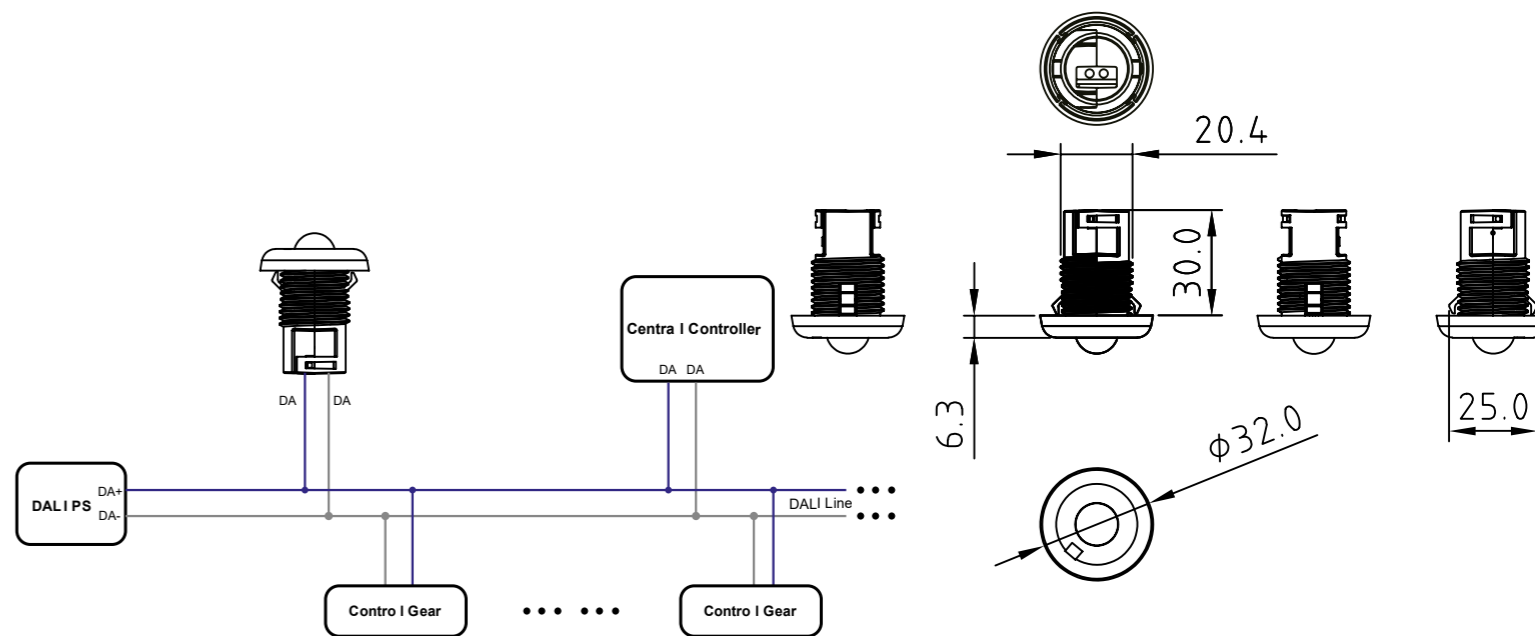 20.4
30.0
Centra l Controller
DA DA
DA DA
6.3
25.0
ϕ32.0
DA+
DAL I PS
DALI Line
DA-
Contro l Gear
Contro l Gear